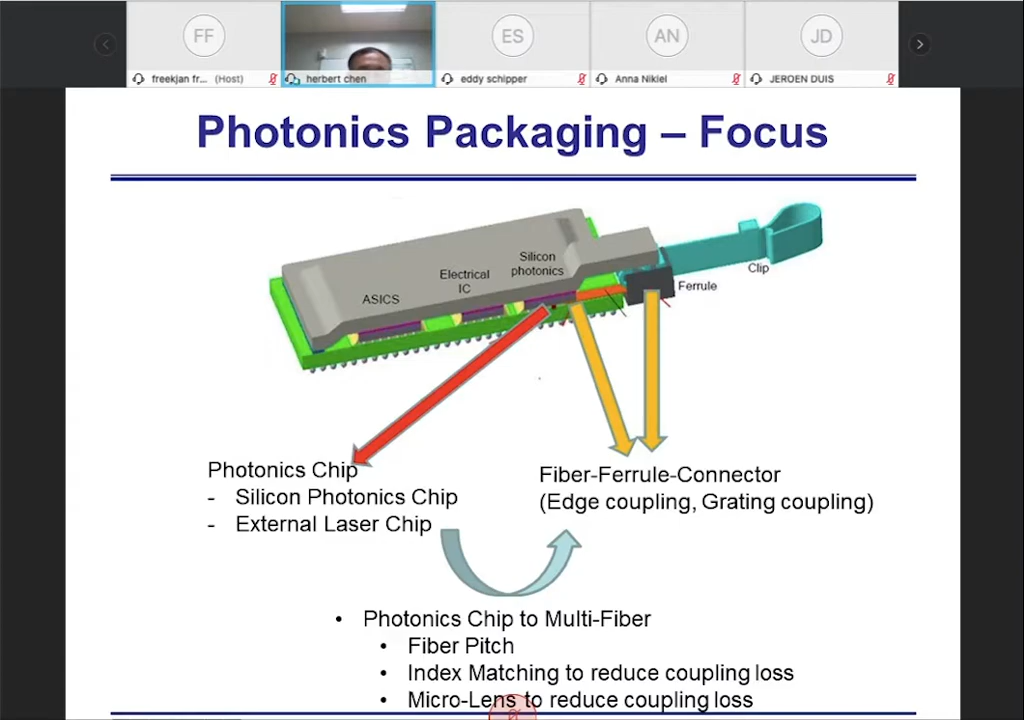 FF
ES
AN
JD
freekjan fr... (Host)
herbert chen
eddy schipper
Anna Nikiel
JEROEN DUIS
Photonics Packaging – Focus
ASICS
Electrical
IC
Silicon
photonics
Clip
Ferrule
Photonics Chip
- Silicon Photonics Chip
- External Laser Chip
Fiber-Ferrule-Connector
(Edge coupling, Grating coupling)
• Photonics Chip to Multi-Fiber
• Fiber Pitch
• Index Matching to reduce coupling loss
• Micro-Lens to reduce coupling loss